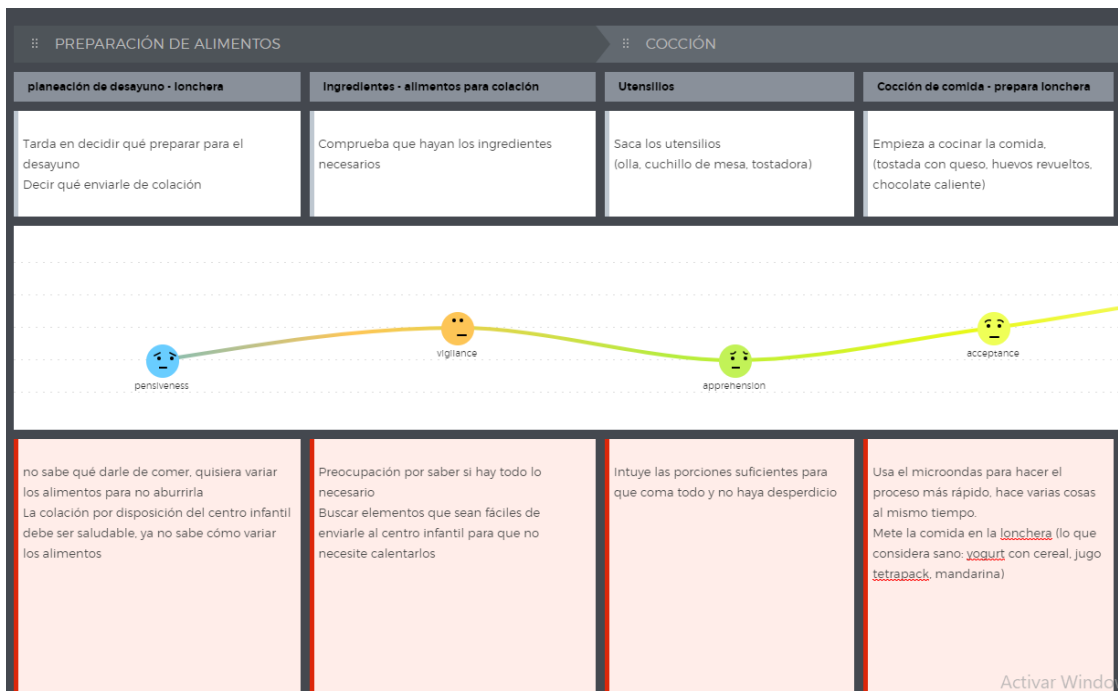 PREPARACIÓN DE ALIMENTOS
COCCIÓN
planeación de desayuno - lonchera
Ingredientes - alimentos para colación
Utensilios
Cocción de comida - prepara lonchera
Tarda en decidir qué preparar para el
desayuno
Decir qué enviarle de colación
Comprueba que hayan los ingredientes
necesarios
Saca los utensilios
(olla, cuchillo de mesa, tostadora)
Empieza a cocinar la comida,
(tostada con queso, huevos revueltos,
chocolate caliente)
pensiveness
vigilance
apprehension
acceptance
no sabe qué darle de comer, quisiera variar
los alimentos para no aburrirla
La colación por disposición del centro infantil
debe ser saludable, ya no sabe cómo variar
los alimentos
Preocupación por saber si hay todo lo
necesario
Buscar elementos que sean fáciles de
enviarle al centro infantil para que no
necesite calentarlos
Intuye las porciones suficientes para
que coma todo y no haya desperdicio
Usa el microondas para hacer el
proceso más rápido, hace varias cosas
al mismo tiempo.
Mete la comida en la lonchera (lo que
considera sano: yogurt con cereal, jugo
tetrapack, mandarina)
Activar Windo